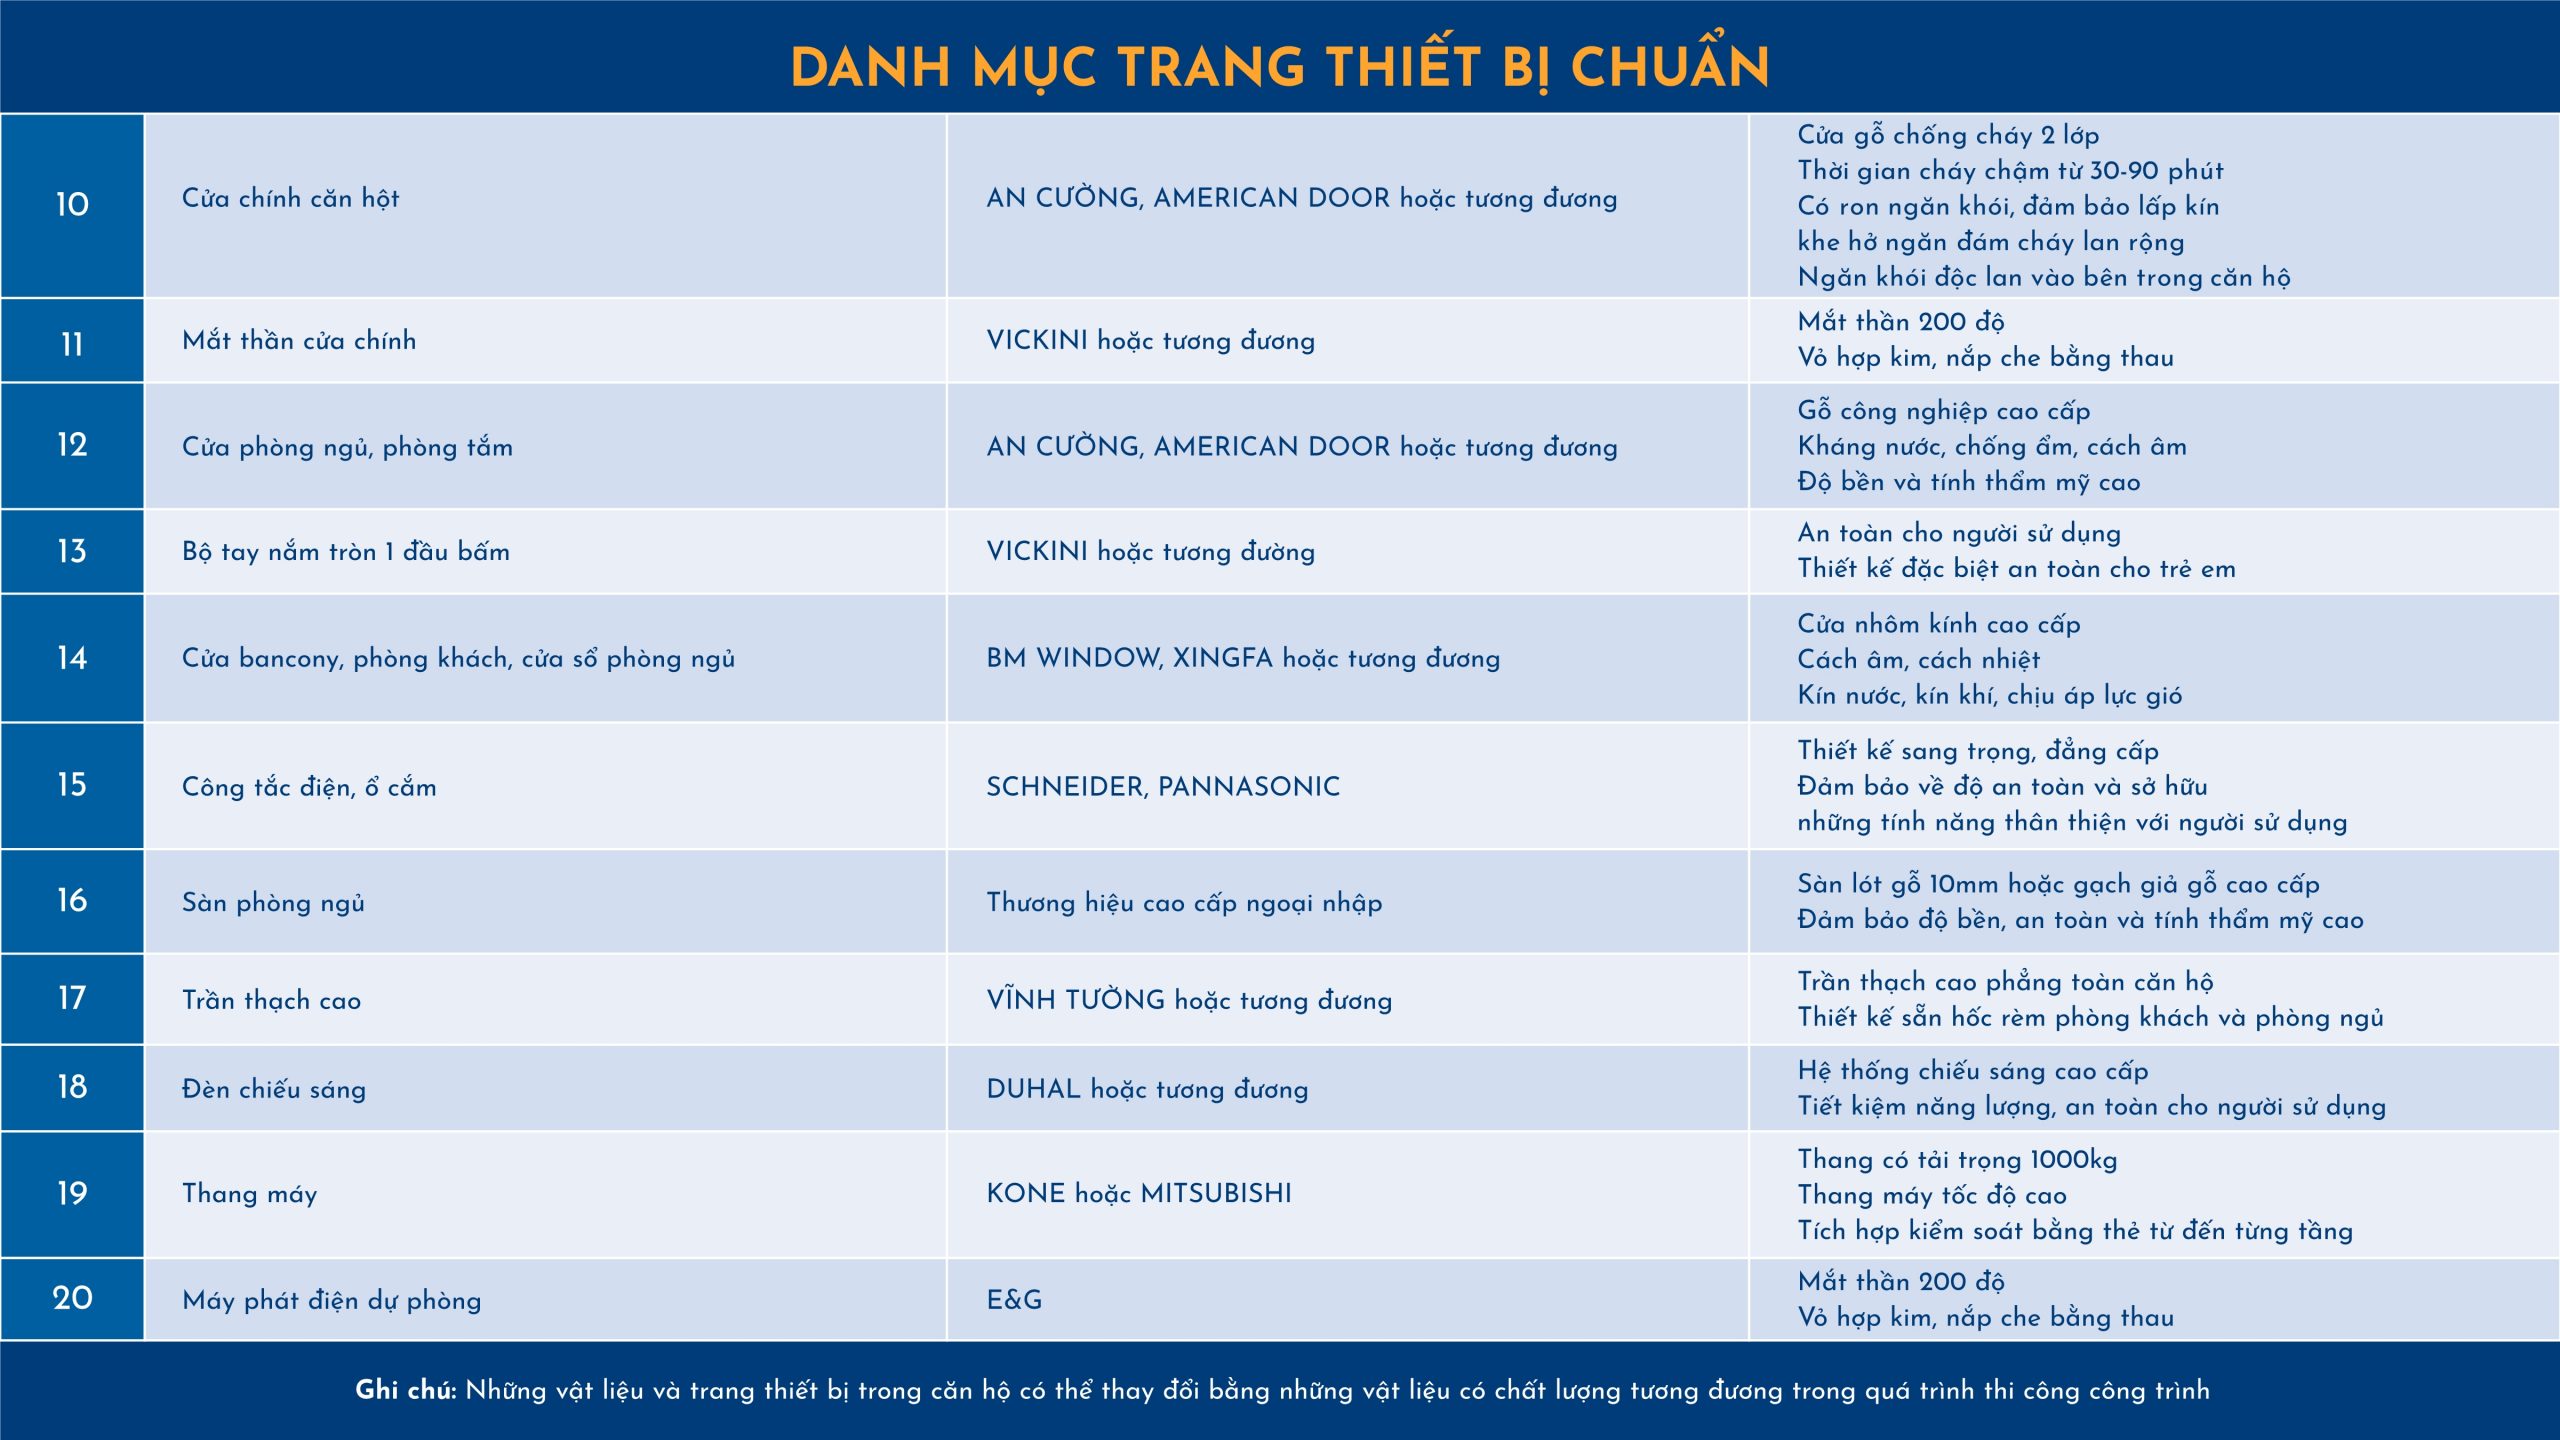 DANH MỤC TRANG THIẾT BỊ CHUẨN
10
Cửa chính căn hột
AN CƯỜNG, AMERICAN DOOR hoặc tương đương
Cửa gỗ chống cháy 2 lớp
Thời gian cháy chậm từ 30-90 phút
Có ron ngăn khói, đảm bảo lấp kín
khe hở ngăn đám cháy lan rộng
Ngăn khói độc lan vào bên trong căn hộ
11
Mắt thần cửa chính
VICKINI hoặc tương đương
Mắt thần 200 độ
Vỏ hợp kim, nắp che bằng thau
12
Cửa phòng ngủ, phòng tắm
AN CƯỜNG, AMERICAN DOOR hoặc tương đương
Gỗ công nghiệp cao cấp
Kháng nước, chống ẩm, cách âm
Độ bền và tính thẩm mỹ cao
13
Bộ tay nắm tròn 1 đầu bấm
VICKINI hoặc tương đường
An toàn cho người sử dụng
Thiết kế đặc biệt an toàn cho trẻ em
14
Cửa bancony, phòng khách, cửa sổ phòng ngủ
BM WINDOW, XINGFA hoặc tương đương
Cửa nhôm kính cao cấp
Cách âm, cách nhiệt
Kín nước, kín khí, chịu áp lực gió
15
Công tắc điện, ổ cắm
SCHNEIDER, PANNASONIC
Thiết kế sang trọng, đẳng cấp
Đảm bảo về độ an toàn và sở hữu
những tính năng thân thiện với người sử dụng
16
Sàn phòng ngủ
Thương hiệu cao cấp ngoại nhập
Sàn lót gỗ 10mm hoặc gạch giả gỗ cao cấp
Đảm bảo độ bền, an toàn và tính thẩm mỹ cao
17
Trần thạch cao
VĨNH TƯỜNG hoặc tương đương
Trần thạch cao phẳng toàn căn hộ
Thiết kế sẵn hốc rèm phòng khách và phòng ngủ
18
Đèn chiếu sáng
DUHAL hoặc tương đương
Hệ thống chiếu sáng cao cấp
Tiết kiệm năng lượng, an toàn cho người sử dụng
19
Thang máy
KONE hoặc MITSUBISHI
Thang có tải trọng 1000kg
Thang máy tốc độ cao
Tích hợp kiểm soát bằng thẻ từ đến từng tầng
20
Máy phát điện dự phòng
E&G
Mắt thần 200 độ
Vỏ hợp kim, nắp che bằng thau
Ghi chú: Những vật liệu và trang thiết bị trong căn hộ có thể thay đổi bằng những vật liệu có chất lượng tương đương trong quá trình thi công công trình